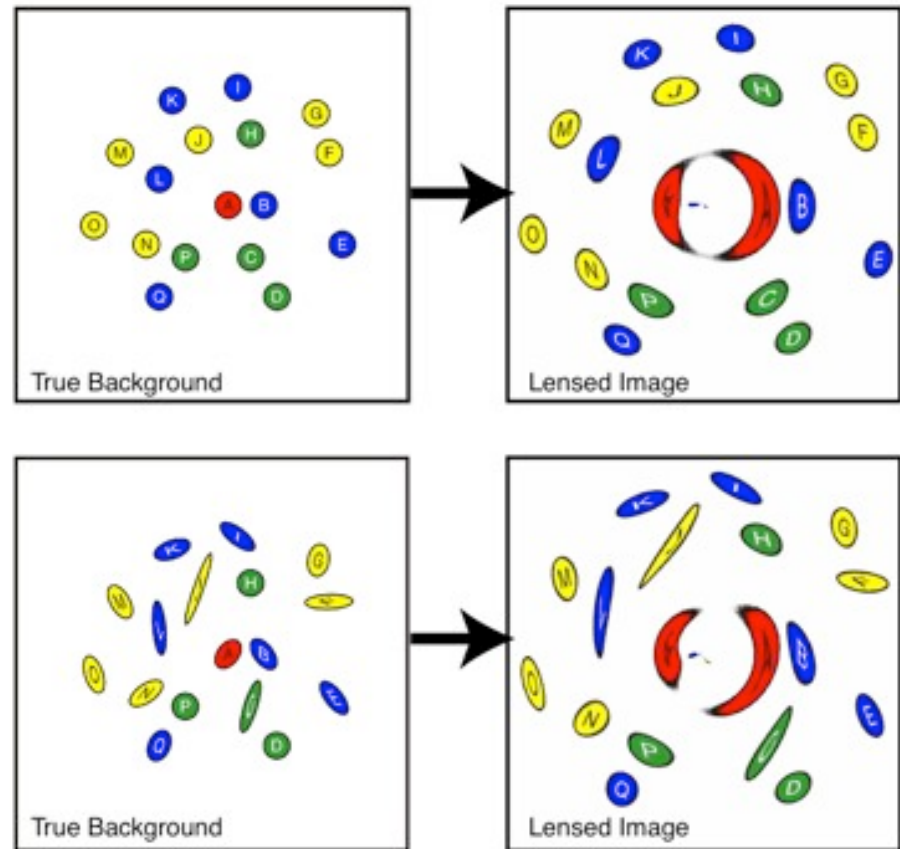 K I
G
J H
M F
L
A B
O
N E
P C
Q D
True Background
K I
G
J H
M F
L
B
O
E
N
P C
Q D
Lensed Image
K I
G
H
M
L
A B
O
N
P
E
Q D
True Background
K I
G
J H
M
B
O
N E
P C
Q D
Lensed Image